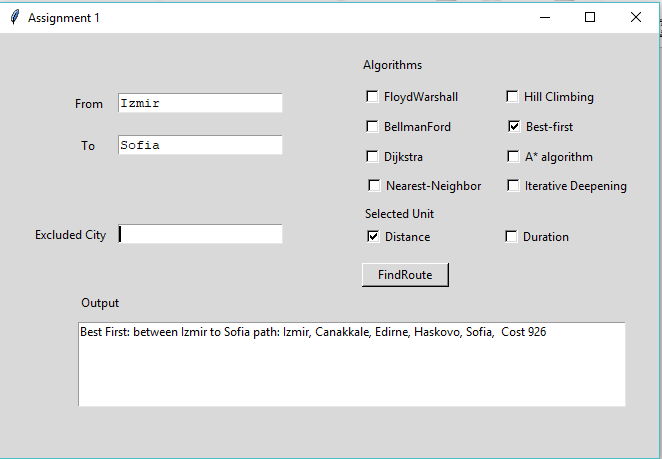 Assignment 1
Algorithms
From Izmir
FloydWarshall Hill Climbing
BellmanFord Best-first
To Sofia
Dijkstra A* algorithm
Nearest-Neighbor Iterative Deepening
Selected Unit
Excluded City
Distance Duration
FindRoute
Output
Best First: between Izmir to Sofia path: Izmir, Canakkale, Edirne, Haskovo, Sofia,  Cost 926